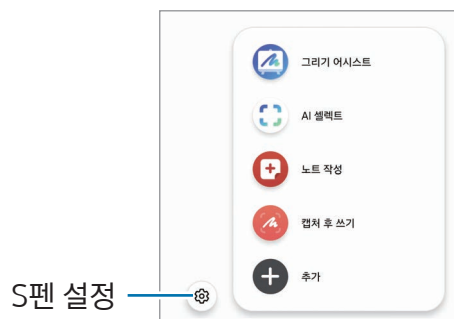 그리기 어시스트
AI 셀렉트
노트 작성
캡처 후 쓰기
추가
S펜 설정